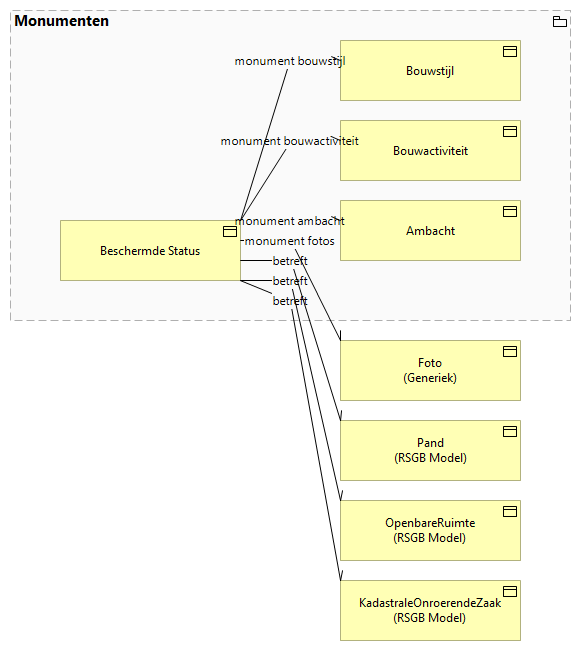 Monumenten
monument bouwstijl
Bouwstijl
monument bouwactiviteit
Bouwactiviteit
monument ambacht
Ambacht
Beschermde Status
monument fotos
betreft
betreft
betreft
Foto
(Generiek)
Pand
(RSGB Model)
OpenbareRuimte
(RSGB Model)
KadastraleOnroerendeZaak
(RSGB Model)